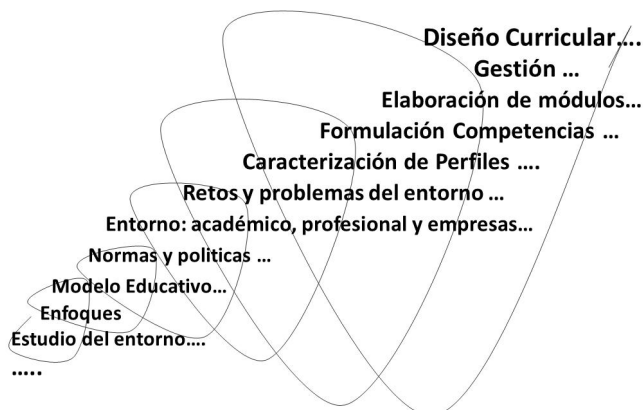 Diseño Curricular....
Gestión ...
Elaboración de módulos...
Formulación Competencias ...
Caracterización de Perfiles ....
Retos y problemas del entorno ...
Entorno: académico, profesional y empresas...
Normas y politicas ...
Modelo Educativo...
Enfoques
Estudio del entorno....
.....